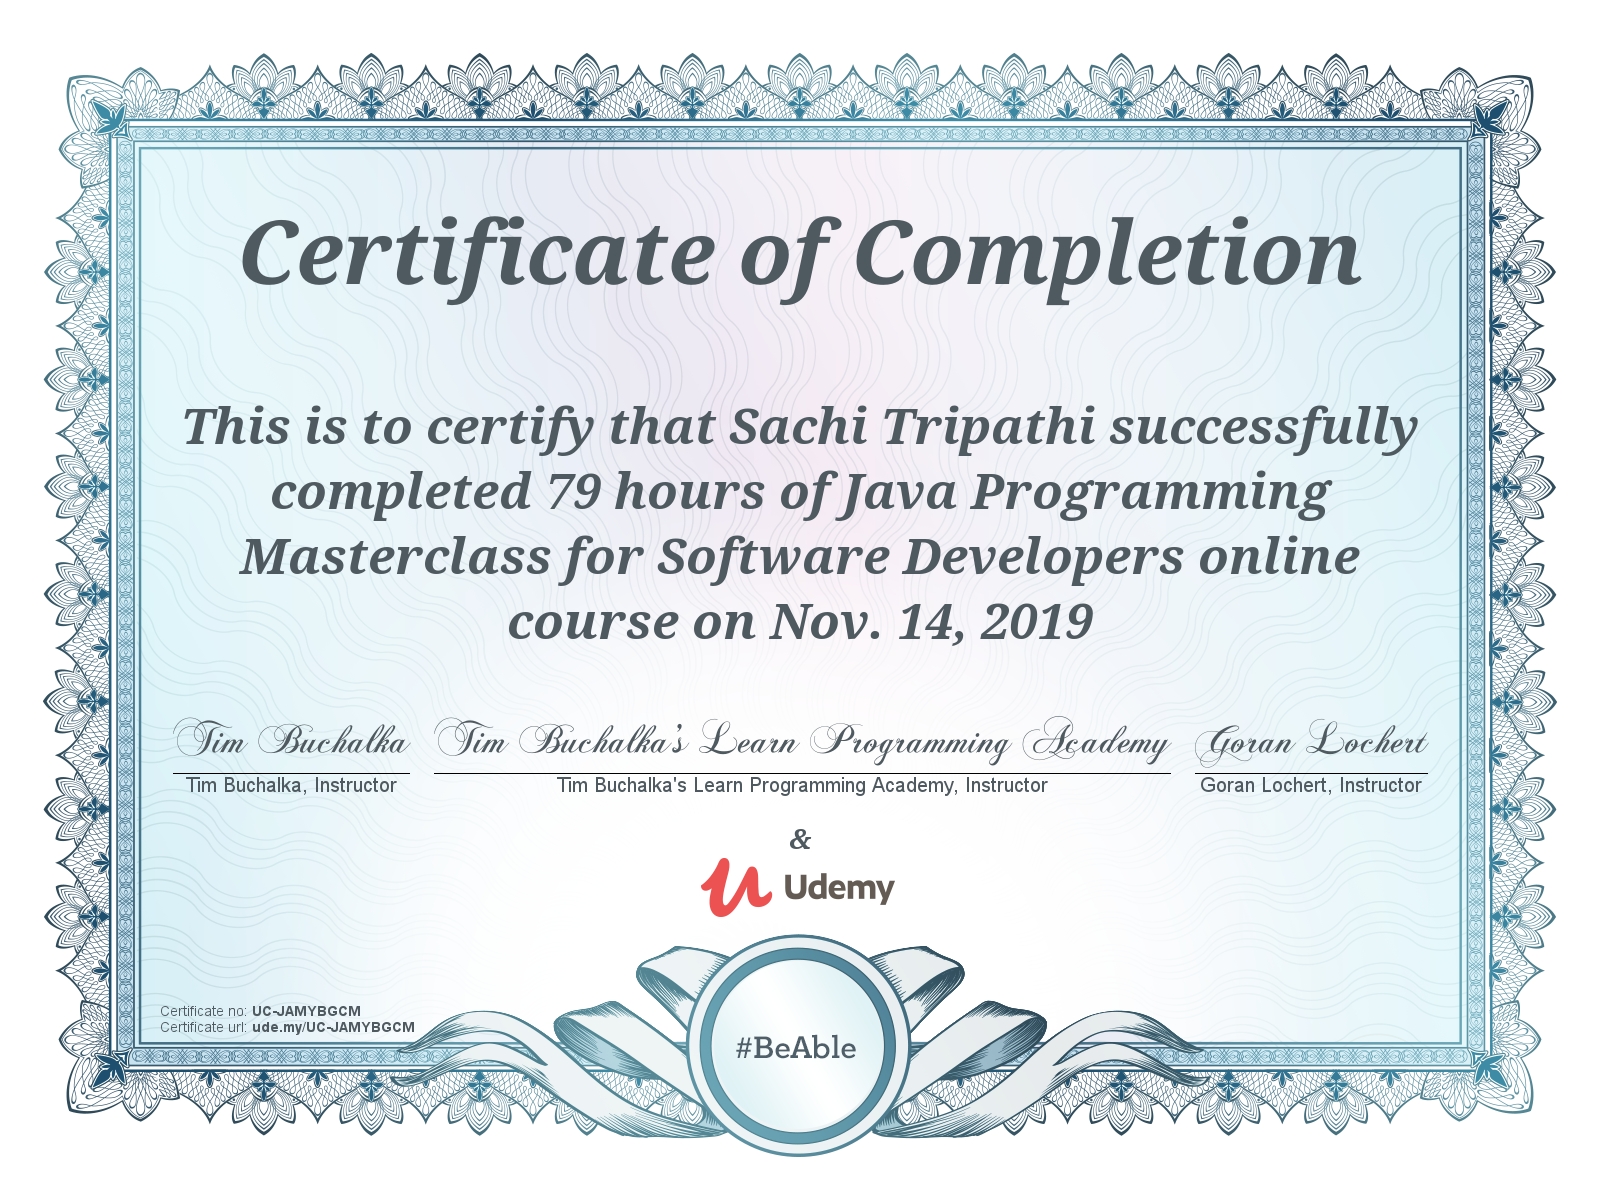 Certificate of Completion
This is to certify that Sachi Tripathi successfully
completed 79 hours of Java Programming
Masterclass for Software Developers online
course on Nov. 14, 2019
Tim Buchalka Tim Buchalka's Learn Programming Academy Goran Lochert
Tim Buchalka, Instructor Tim Buchalka's Learn Programming Academy, Instructor Goran Lochert, Instructor
&
Udemy
Certificate no: UC-JAMYBGCM
Certificate url: ude.my/UC-JAMYBGCM
#BeAble